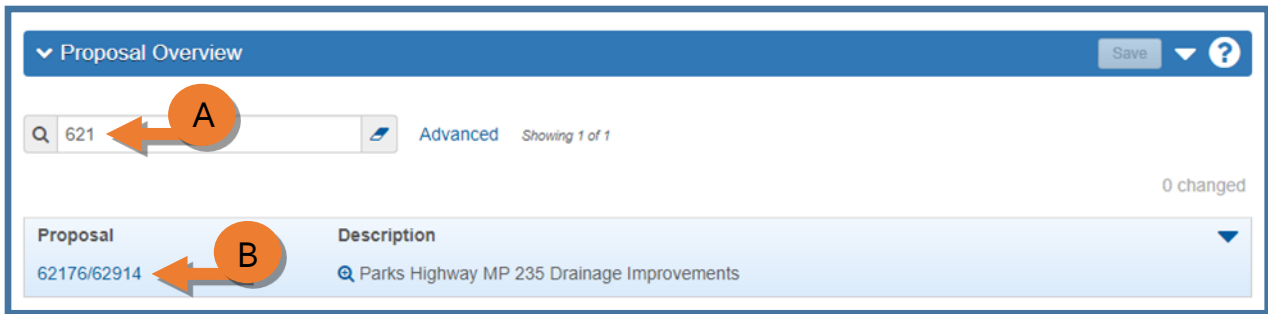 Proposal Overview
Save
?
621
A
Advanced Showing 1 of 1
0 changed
Proposal Description
62176/62914
B
Parks Highway MP 235 Drainage Improvements